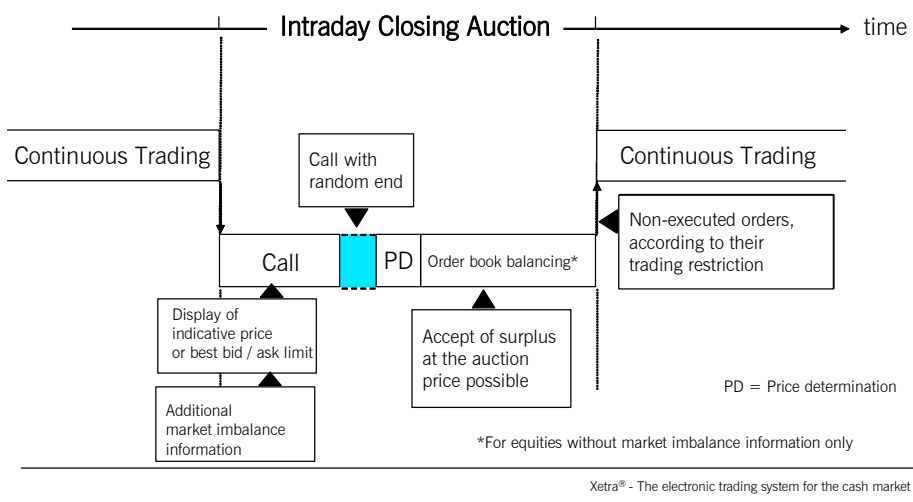 Intraday Closing Auction
time
Continuous Trading
Continuous Trading
Call with
random end
Non-executed orders,
according to their
trading restriction
Call
PD
Order book balancing*
Display of
indicative price
or best bid / ask limit
Accept of surplus
at the auction
price possible
Additional
market imbalance
information
PD = Price determination
*For equities without market imbalance information only
Xetra® - The electronic trading system for the cash market